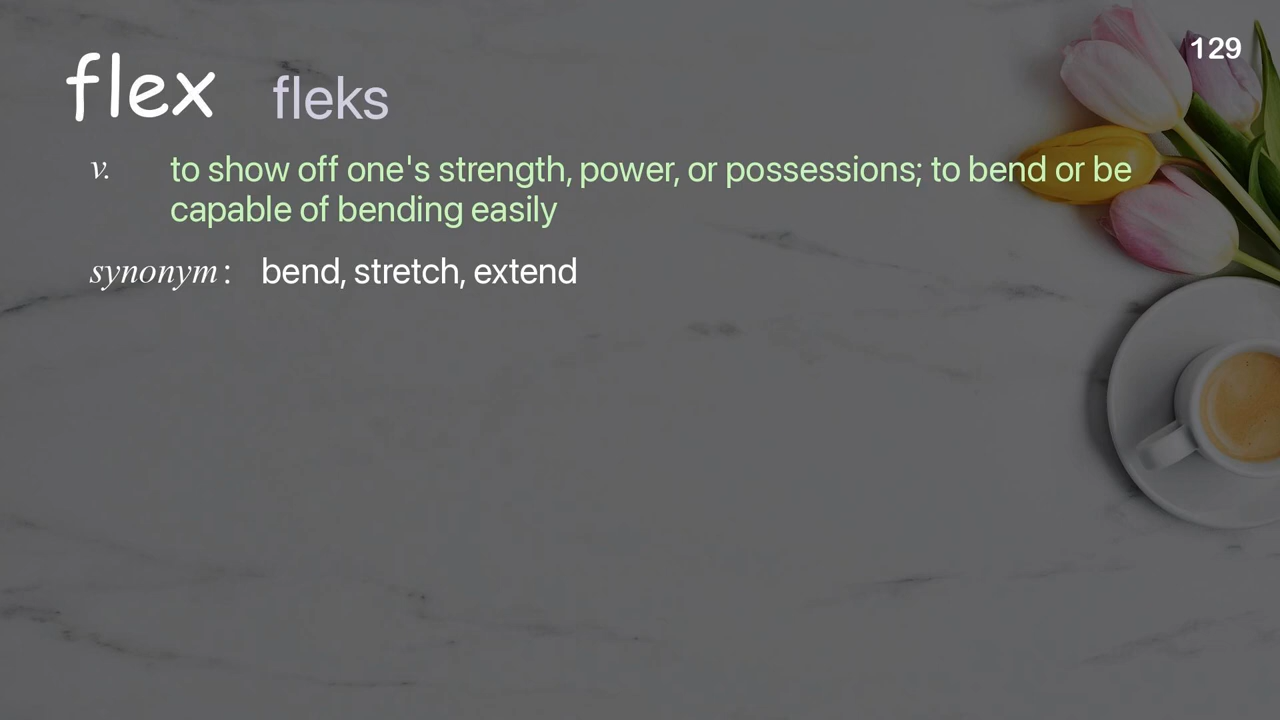 129
flex fleks
v. to show off one's strength, power, or possessions; to bend or be
capable of bending easily
synonym : bend, stretch, extend